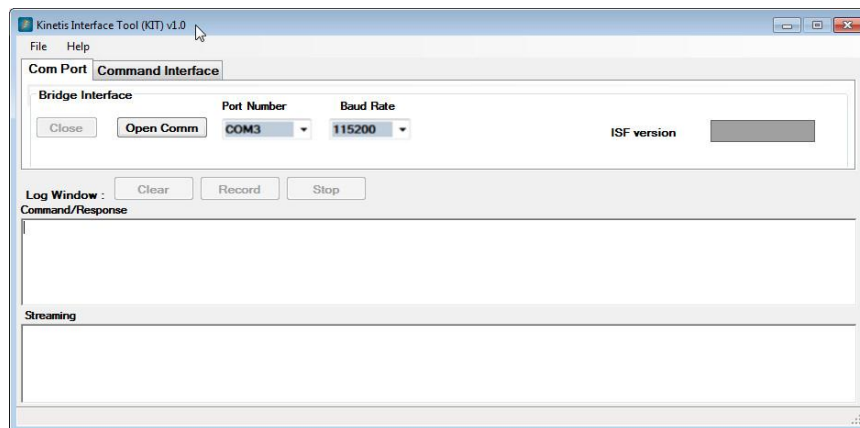 Kinetis Interface Tool (KIT) v1.0
File Help
Com Port Command Interface
Bridge Interface
Port Number Baud Rate
Close Open Comm COM3 115200 ISF version
Log Window : Clear Record Stop
Command/Response
Streaming